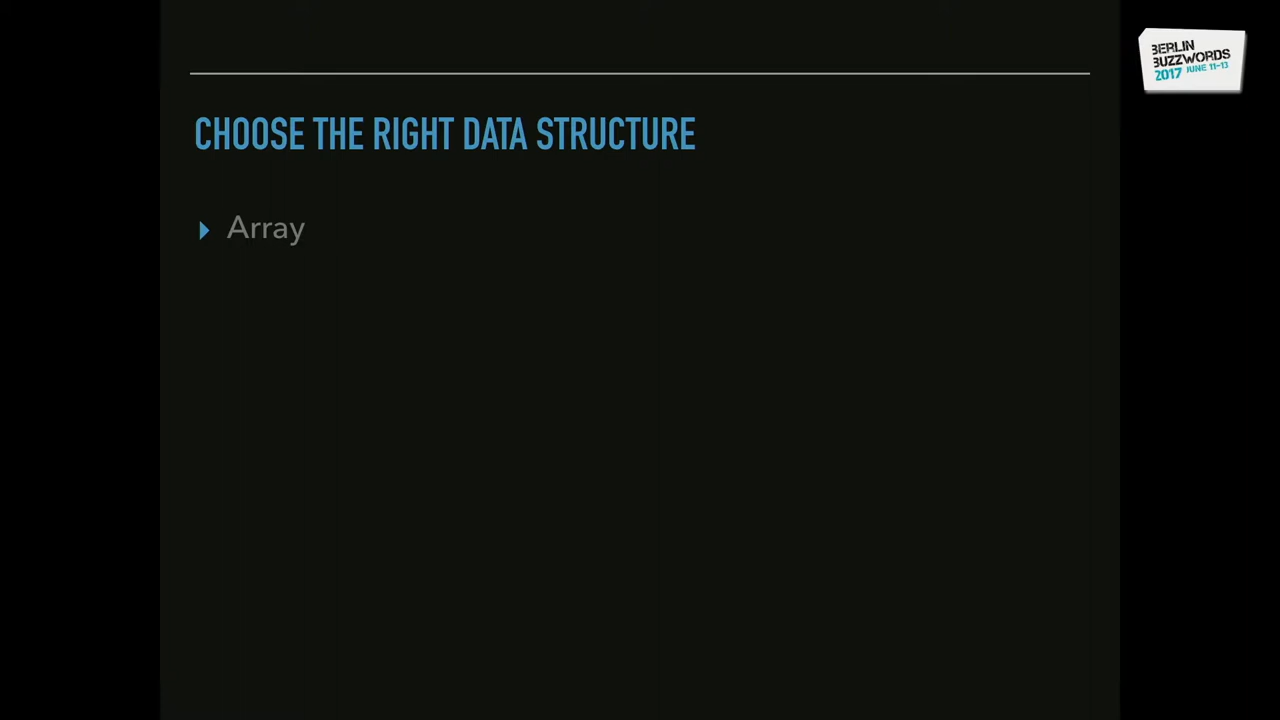 BERLIN
BUZZWORDS
2017 JUNE 11-13
CHOOSE THE RIGHT DATA STRUCTURE
Array